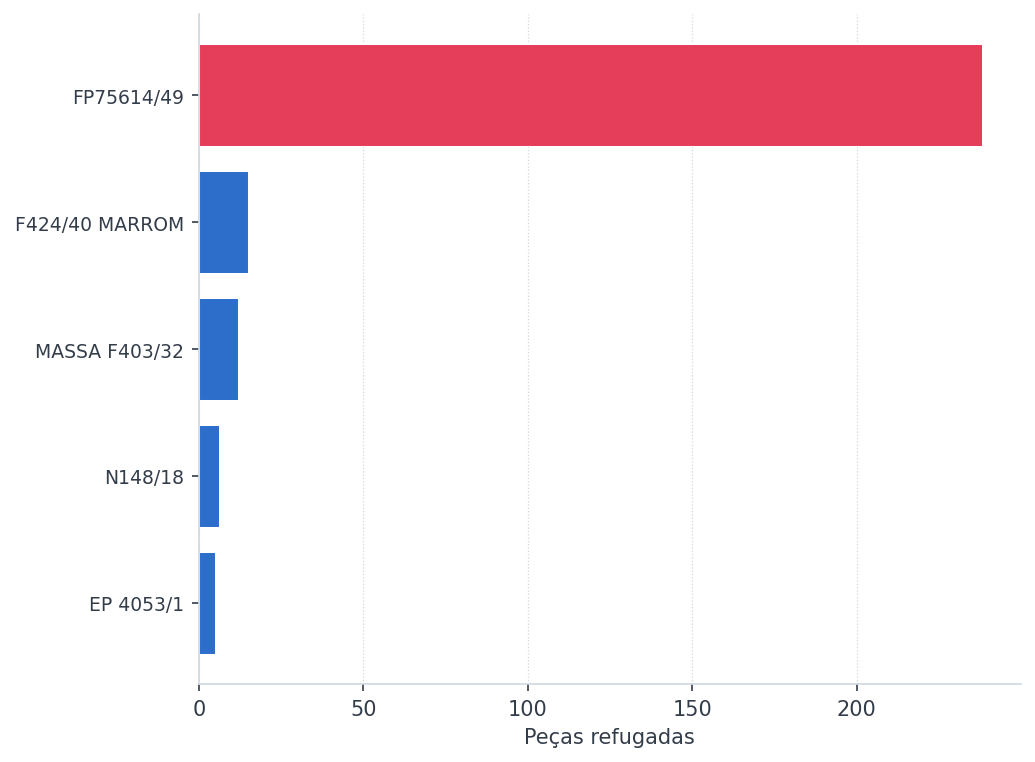 FP75614/49
F424/40 MARROM
MASSA F403/32
N148/18
EP 4053/1
0 50 100 150 200
Peças refugadas